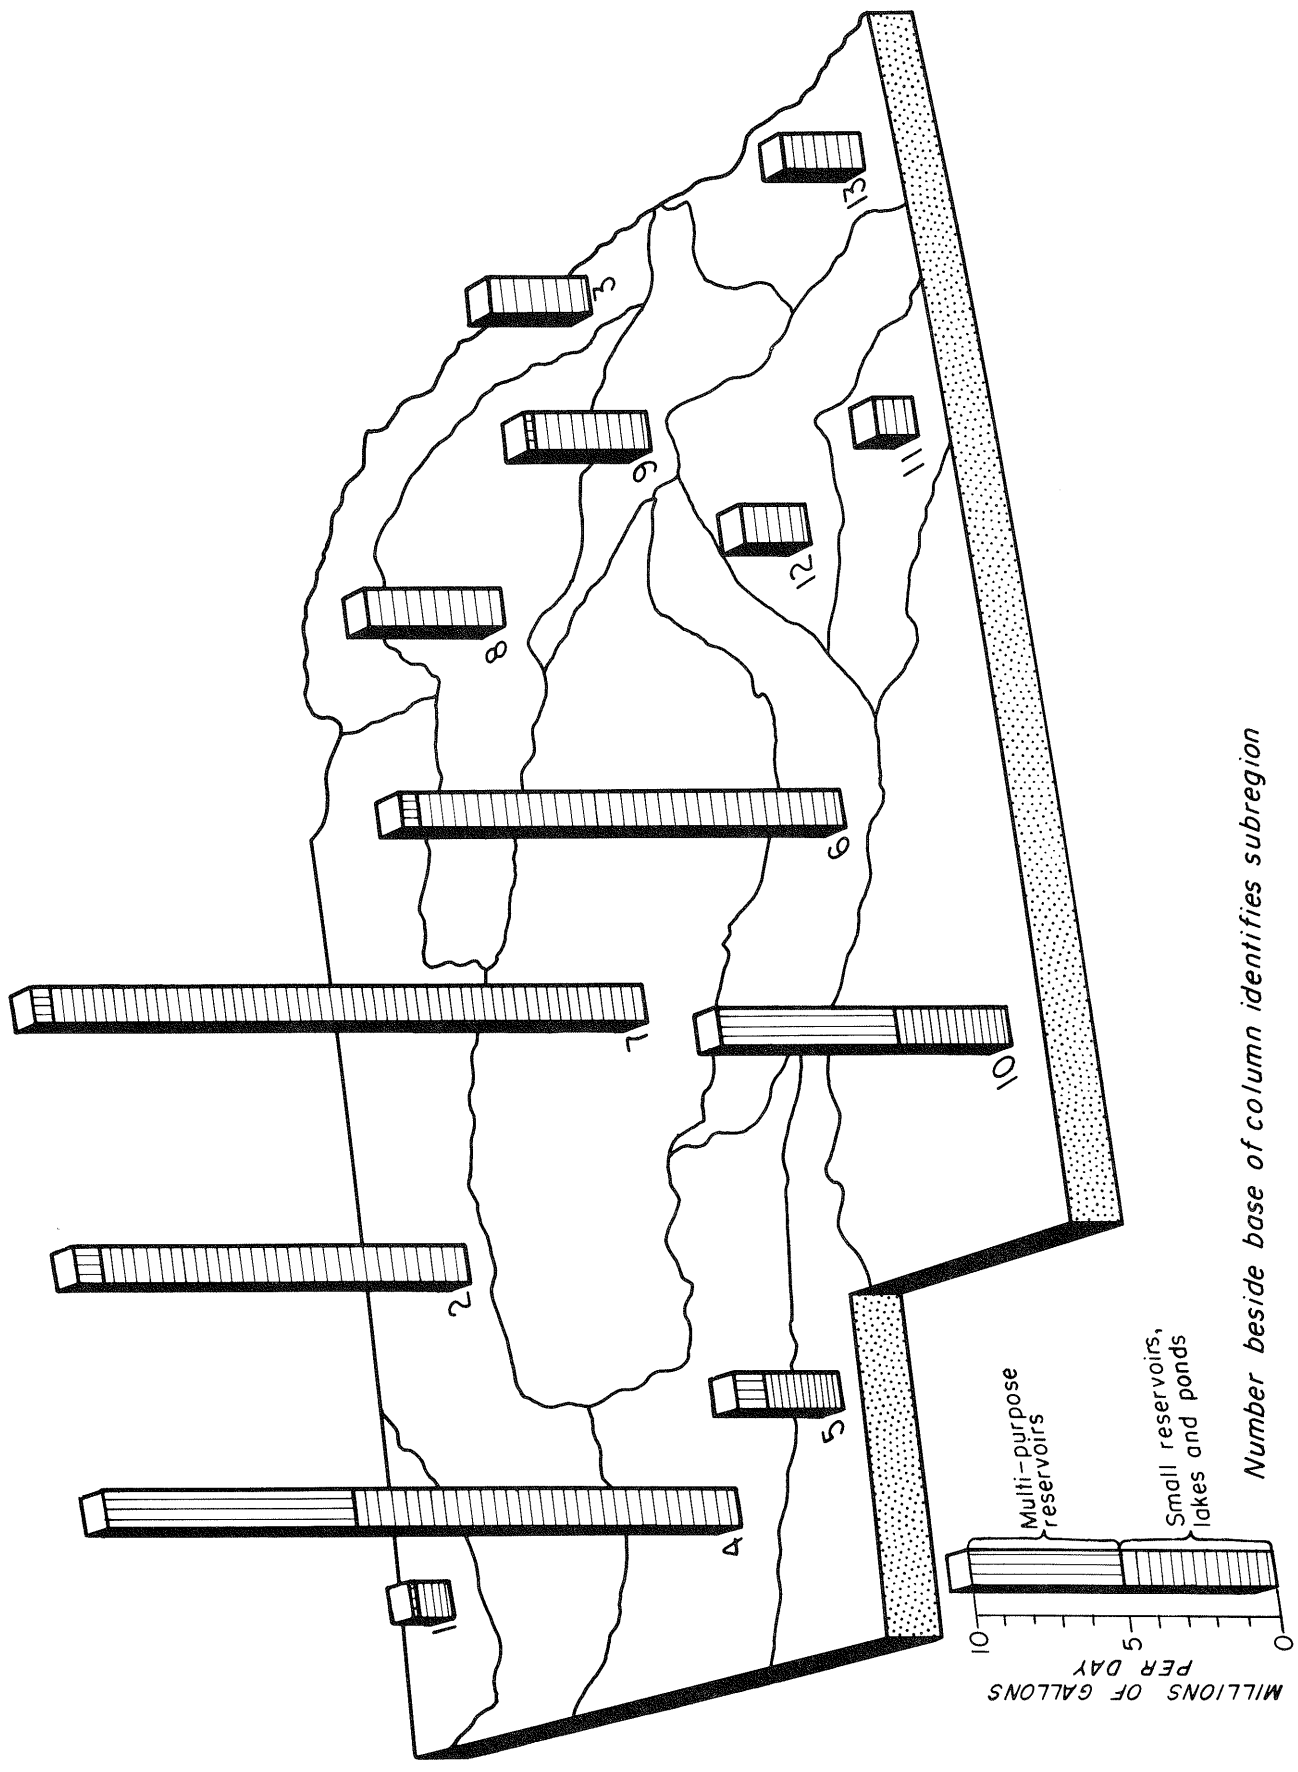 1
2
3
4
5
6
7
8
9
10
11
12
13
MILLIONS OF GALLONS
PER DAY
10
5
0
Multi-purpose
reservoirs
Small reservoirs,
lakes and ponds
Number beside base of column identifies subregion